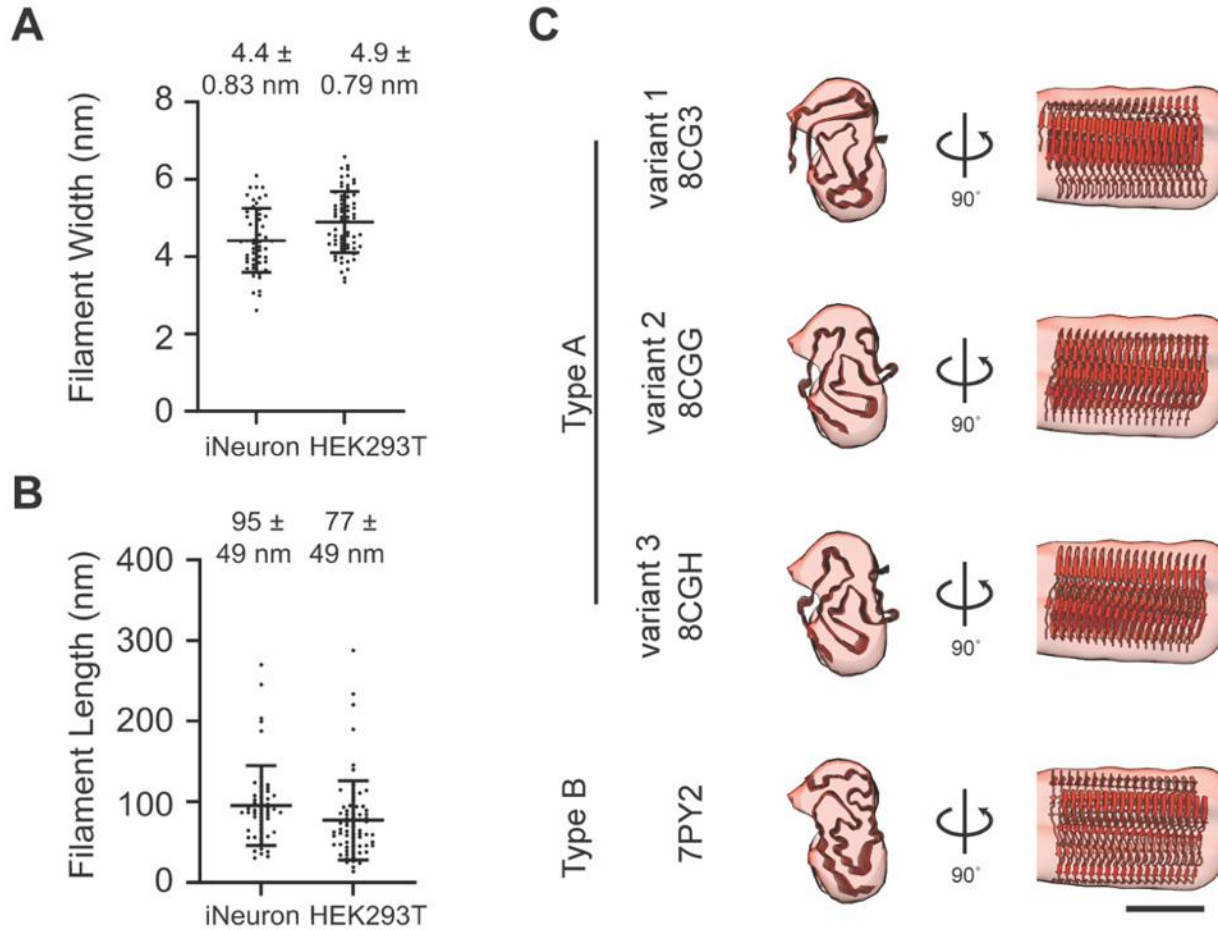 A
4.4 ±
0.83 nm
4.9 ±
0.79 nm
Filament Width (nm)
8
6
4
2
0
iNeuron HEK293T
B
95 ±
49 nm
77 ±
49 nm
Filament Length (nm)
400
300
200
100
0
iNeuron HEK293T
C
Type A
variant 1
8CG3
90°
variant 2
8CGG
90°
variant 3
8CGH
90°
Type B
7PY2
90°